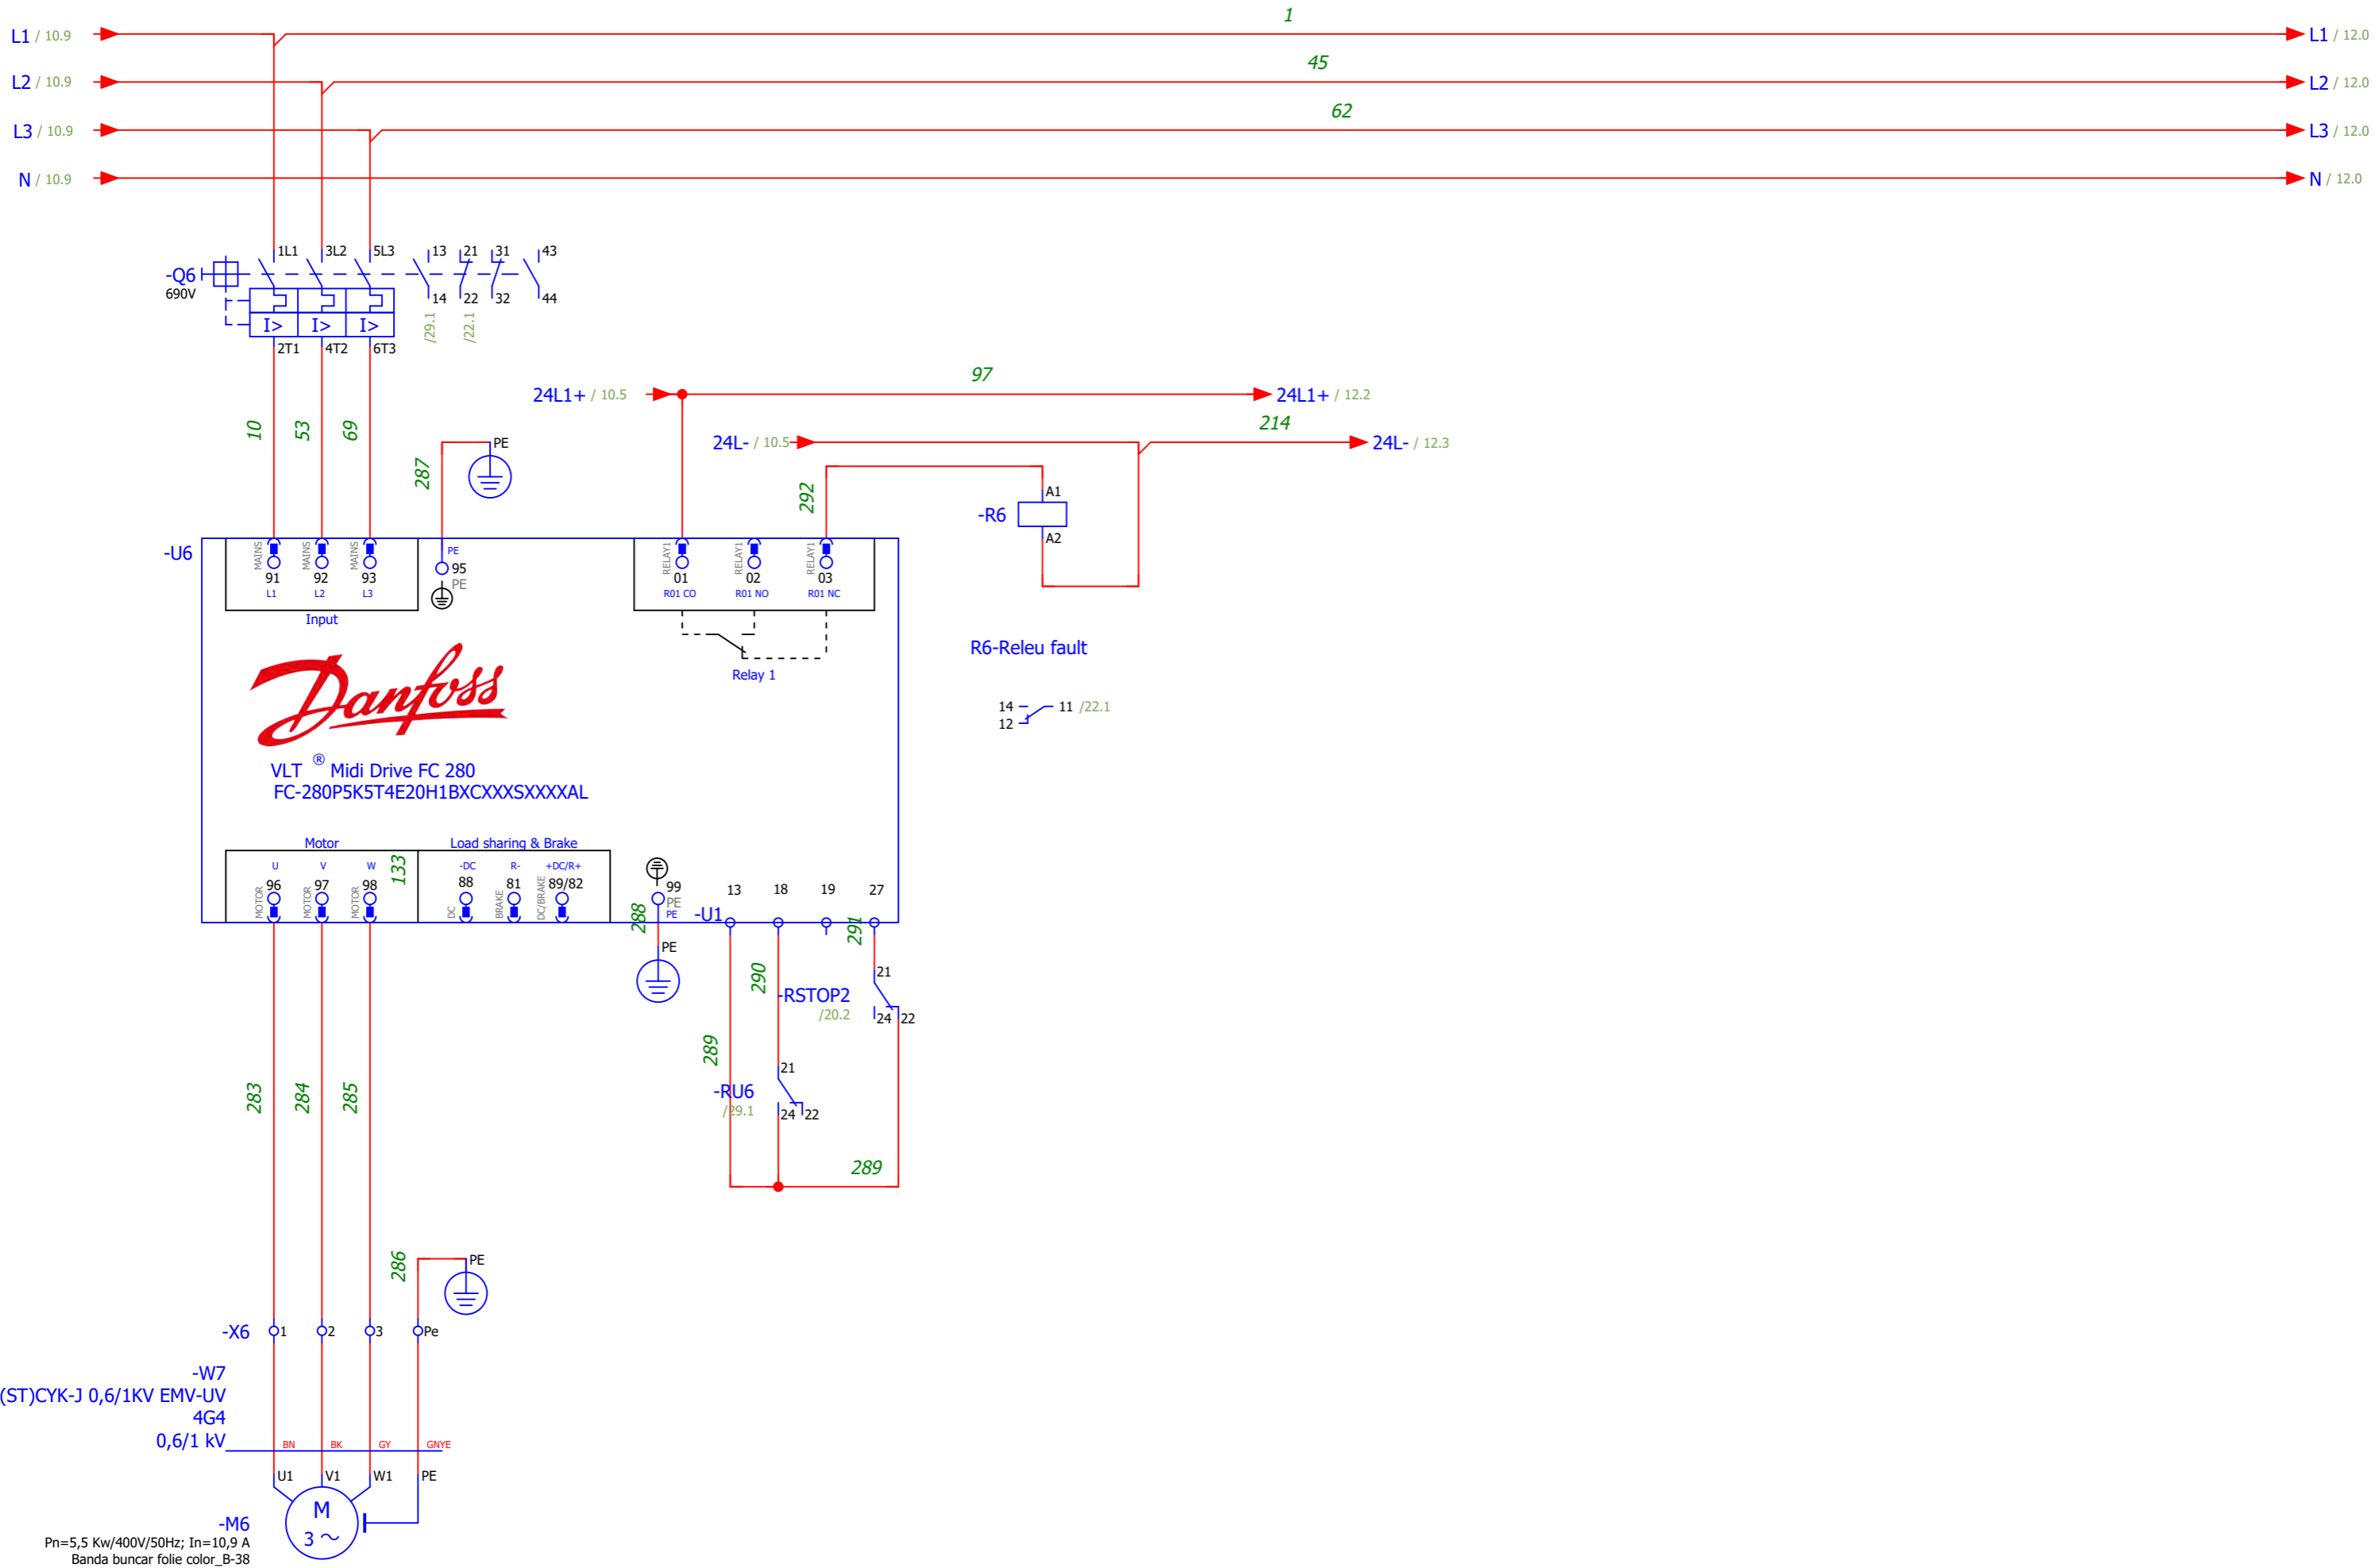 1
L1 / 10.9
L1 / 12.0
45
L2 / 10.9
L2 / 12.0
62
L3 / 10.9
L3 / 12.0
N / 10.9
N / 12.0
1L1 3L2 5L3 13 21 31 43
-Q6
690V
14 22 32 44
I> I> I>
/29.1 /22.1
2T1 4T2 6T3
97
24L1+ / 10.5
24L1+ / 12.2
214
24L- / 10.5
24L- / 12.3
10 53 69
287
PE
292
A1
-R6
A2
-U6
MAINS MAINS MAINS
91 92 93
L1 L2 L3
Input
PE
95
PE
RELAY1 RELAY1 RELAY1
01 02 03
R01 CO R01 NO R01 NC
Relay 1
R6-Releu fault
14 11 /22.1
12
Danfoss
VLT ® Midi Drive FC 280
FC-280P5K5T4E20H1BXCXXXSXXXXAL
Motor
U V W
96 97 98
MOTOR MOTOR MOTOR
133
Load sharing & Brake
-DC R- +DC/R+
88 81 89/82
DC BRAKE DC/BRAKE
99
PE
PE
288
PE
-U1
13 18 19 27
291
290
21
-RSTOP2
/20.2
24 22
289
21
-RU6
/29.1
24 22
289
283 284 285
286
PE
-X6 1 2 3 Pe
-W7
(ST)CYK-J 0,6/1KV EMV-UV
4G4
0,6/1 kV
BN BK GY GNYE
U1 V1 W1 PE
M
3 ~
-M6
Pn=5,5 Kw/400V/50Hz; In=10,9 A
Banda buncar folie color_B-38